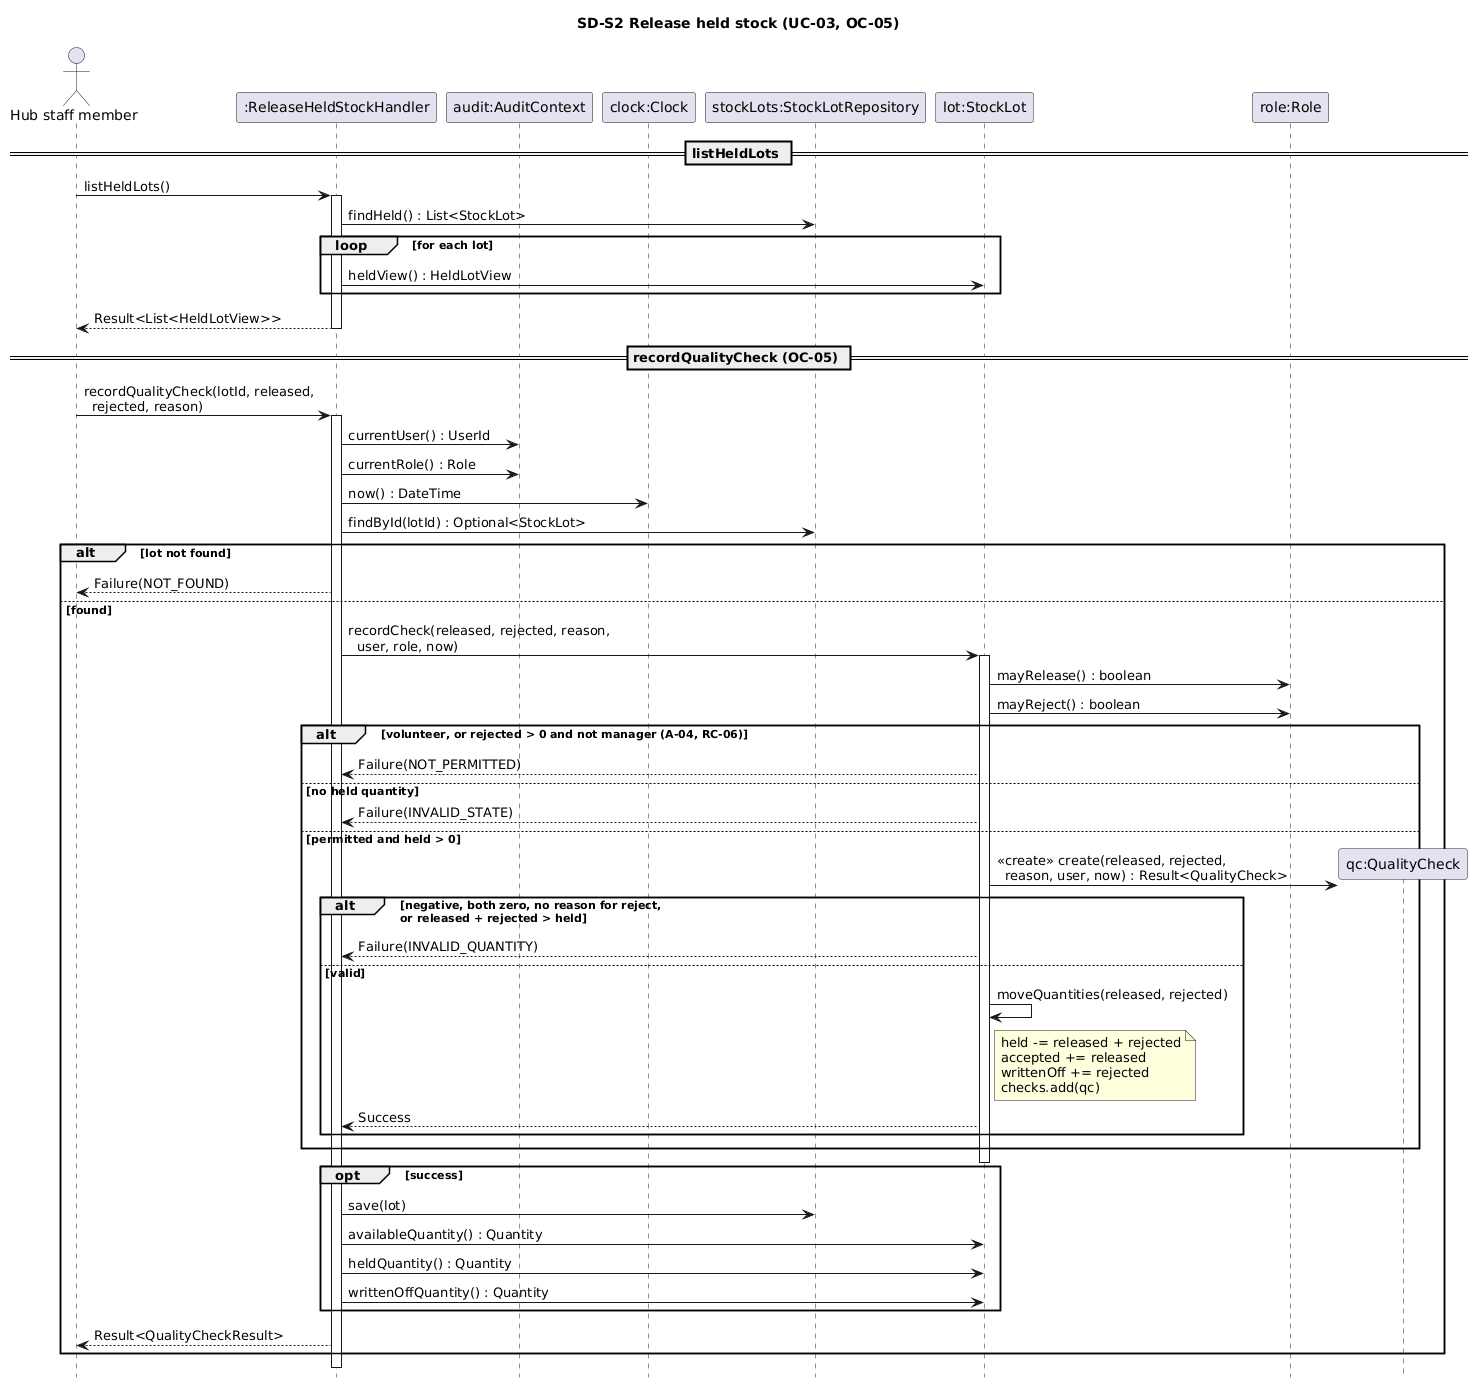 SD-S2 Release held stock (UC-03, OC-05)
Hub staff member
:ReleaseHeldStockHandler
audit:AuditContext
clock:Clock
stockLots:StockLotRepository
lot:StockLot
role:Role
listHeldLots
listHeldLots()
findHeld() : List<StockLot>
loop
[for each lot]
heldView() : HeldLotView
Result<List<HeldLotView>>
recordQualityCheck (OC-05)
recordQualityCheck(lotId, released,
rejected, reason)
currentUser() : UserId
currentRole() : Role
now() : DateTime
findById(lotId) : Optional<StockLot>
alt
[lot not found]
Failure(NOT_FOUND)
[found]
recordCheck(released, rejected, reason,
user, role, now)
mayRelease() : boolean
mayReject() : boolean
alt
[volunteer, or rejected > 0 and not manager (A-04, RC-06)]
Failure(NOT_PERMITTED)
[no held quantity]
Failure(INVALID_STATE)
[permitted and held > 0]
«create» create(released, rejected,
reason, user, now) : Result<QualityCheck>
qc:QualityCheck
alt
[negative, both zero, no reason for reject,
or released + rejected > held]
Failure(INVALID_QUANTITY)
[valid]
moveQuantities(released, rejected)
held -= released + rejected
accepted += released
writtenOff += rejected
checks.add(qc)
Success
opt
[success]
save(lot)
availableQuantity() : Quantity
heldQuantity() : Quantity
writtenOffQuantity() : Quantity
Result<QualityCheckResult>